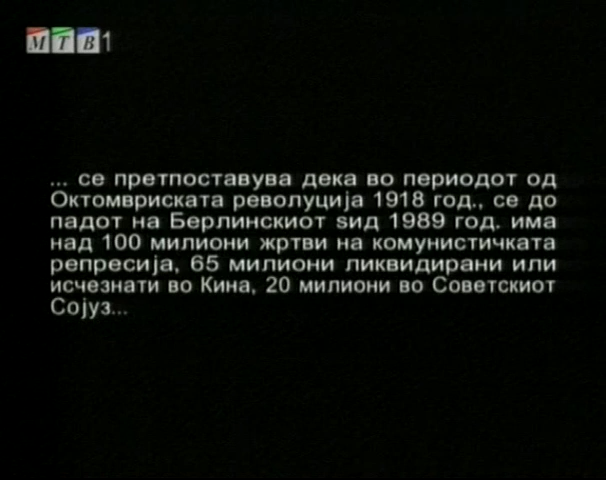 МТВ1
... се претпоставува дека во периодот од
Октомвриската револуција 1918 год., се до
падот на Берлинскиот ѕид 1989 год. има
над 100 милиони жртви на комунистичката
репресија, 65 милиони ликвидирани или
исчезнати во Кина, 20 милиони во Советскиот
Сојуз...